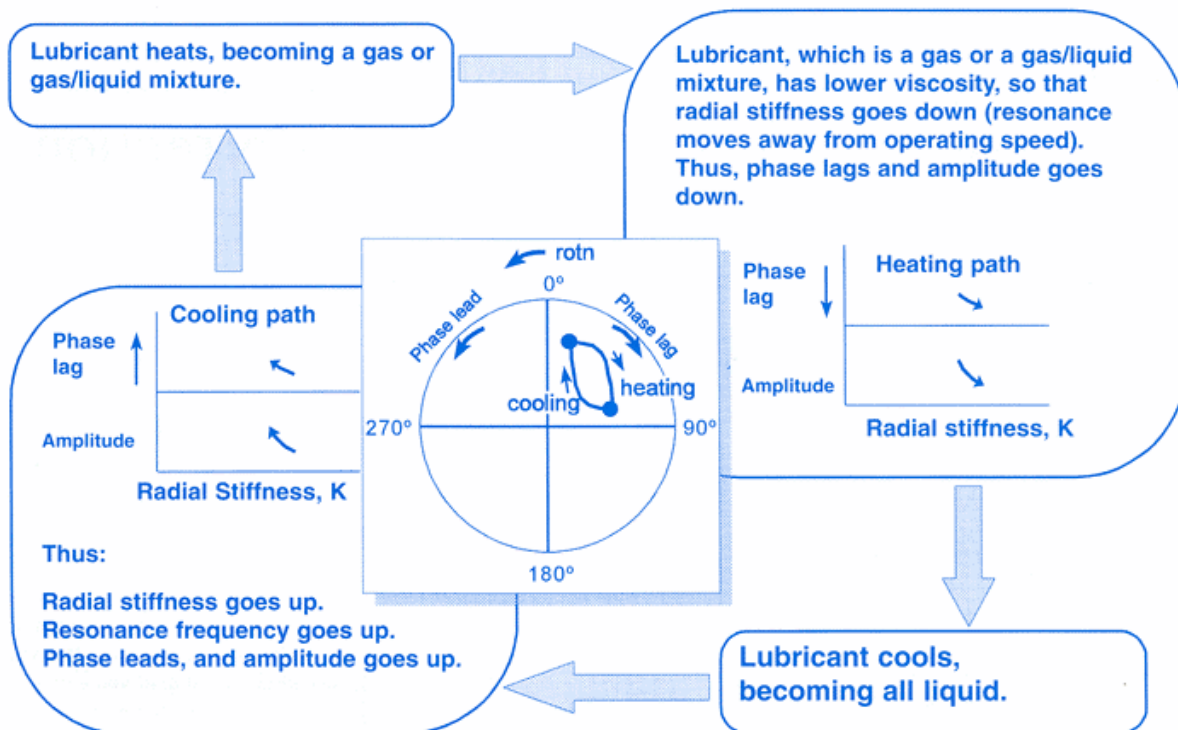 Lubricant heats, becoming a gas or
gas/liquid mixture.
Lubricant, which is a gas or a gas/liquid
mixture, has lower viscosity, so that
radial stiffness goes down (resonance
moves away from operating speed).
Thus, phase lags and amplitude goes
down.
Phase
lag
Heating path
Amplitude
Radial stiffness, K
rotn
0º
Phase lead
Phase lag
heating
cooling
270º
90º
180º
Cooling path
Phase
lag
Amplitude
Radial Stiffness, K
Thus:
Radial stiffness goes up.
Resonance frequency goes up.
Phase leads, and amplitude goes up.
Lubricant cools,
becoming all liquid.